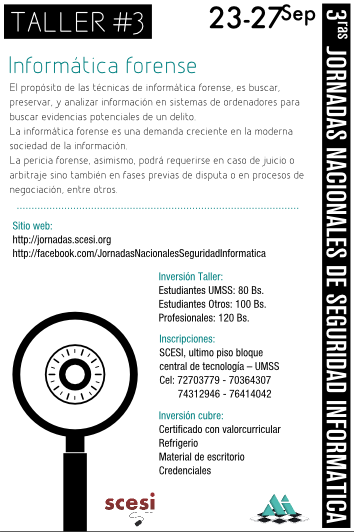 TALLER #3
23-27Sep
3ras JORNADAS NACIONALES DE SEGURIDAD INFORMATICA
Informática forense
El propósito de las técnicas de informática forense, es buscar,
preservar, y analizar información en sistemas de ordenadores para
buscar evidencias potenciales de un delito.
La informática forense es una demanda creciente en la moderna
sociedad de la información.
La pericia forense, asimismo, podrá requerirse en caso de juicio o
arbitraje sino también en fases previas de disputa o en procesos de
negociación, entre otros.
Sitio web:
http://jornadas.scesi.org
http://facebook.com/JornadasNacionalesSeguridadInformatica
Inversión Taller:
Estudiantes UMSS: 80 Bs.
Estudiantes Otros: 100 Bs.
Profesionales: 120 Bs.
Inscripciones:
SCESI, ultimo piso bloque
central de tecnología – UMSS
Cel: 72703779 - 70364307
74312946 - 76414042
Inversión cubre:
Certificado con valorcurricular
Refrigerio
Material de escritorio
Credenciales
scesi